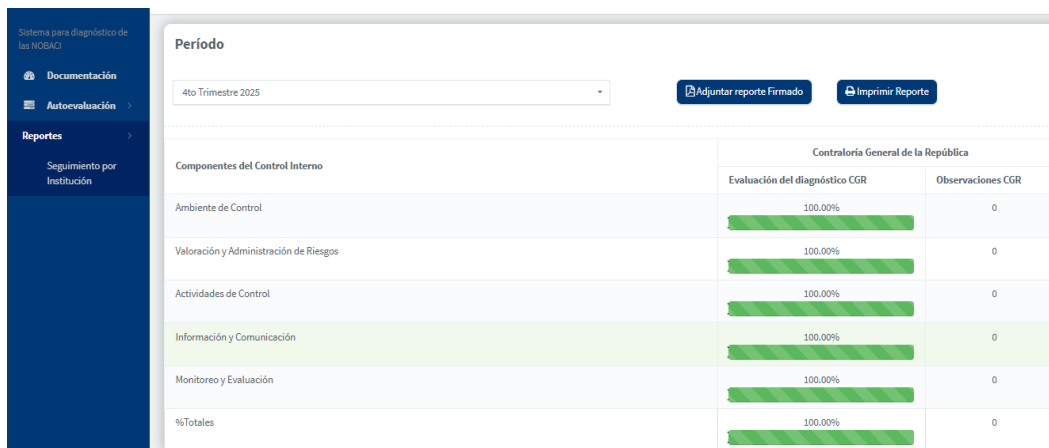 Sistema para diagnóstico de
las NOBACI
Documentación
Autoevaluación
Reportes
Seguimiento por
Institución
Período
4to Trimestre 2025
Adjuntar reporte Firmado
Imprimir Reporte
Componentes del Control Interno
Contraloría General de la República
Evaluación del diagnóstico CGR
Observaciones CGR
Ambiente de Control 100.00% 0
Valoración y Administración de Riesgos 100.00% 0
Actividades de Control 100.00% 0
Información y Comunicación 100.00% 0
Monitoreo y Evaluación 100.00% 0
%Totales 100.00% 0